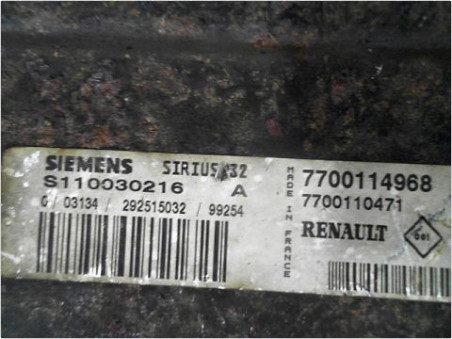 SIEMENS SIRIUS 32
S110030216 A
G / 03134 / 292515032 / 99254
MADE IN FRANCE
7700114968
7700110471
RENAULT